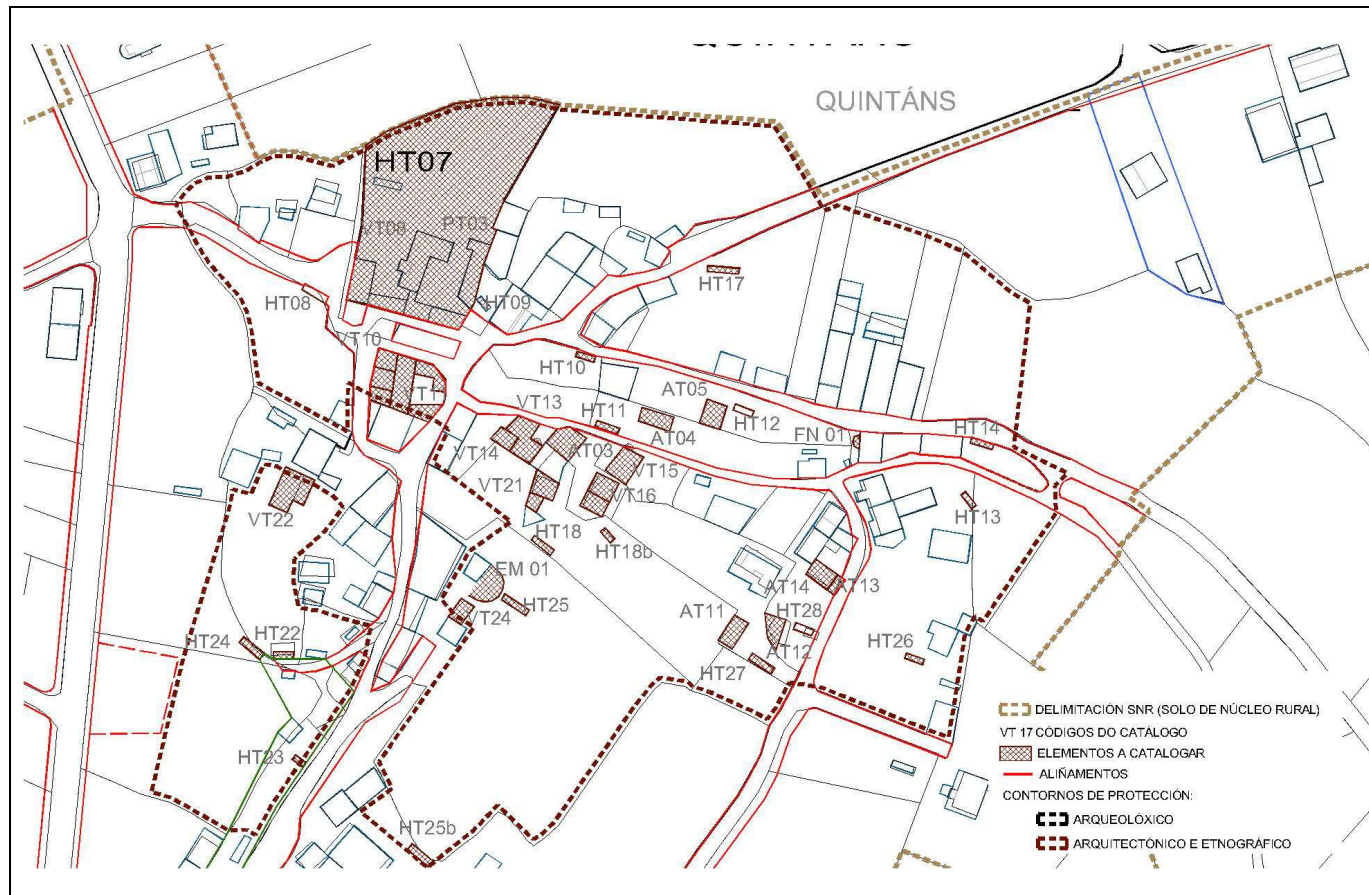 QUINTÁNS
HT07
VT08
PT03
HT08
HT09
HT17
VT10
HT10
VT1
AT05
VT13
HT11
HT12
AT04
FN 01
HT14
VT14
AT03
VT15
VT21
VT16
VT22
HT13
HT18
HT18b
EM 01
AT14
AT13
HT25
VT24
AT11
HT28
HT24
HT22
AT12
HT26
HT27
HT23
HT25b
DELIMITACIÓN SNR (SOLO DE NÚCLEO RURAL)
VT 17 CÓDIGOS DO CATÁLOGO
ELEMENTOS A CATALOGAR
ALIÑAMENTOS
CONTORNOS DE PROTECCIÓN:
ARQUEOLÓXICO
ARQUITECTÓNICO E ETNOGRÁFICO